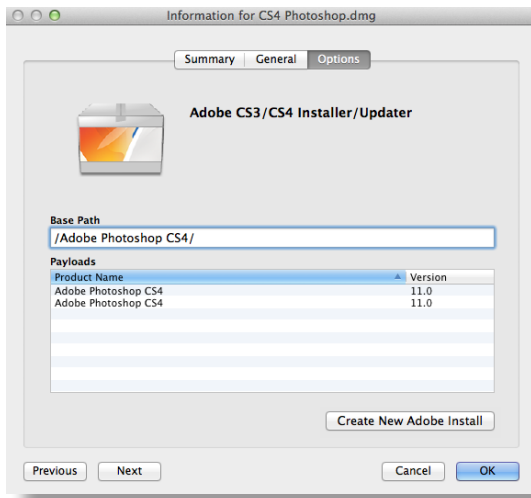 Information for CS4 Photoshop.dmg
Summary General Options
Adobe CS3/CS4 Installer/Updater
Base Path
/Adobe Photoshop CS4/
Payloads
Product Name Version
Adobe Photoshop CS4 11.0
Adobe Photoshop CS4 11.0
Create New Adobe Install
Previous Next Cancel OK